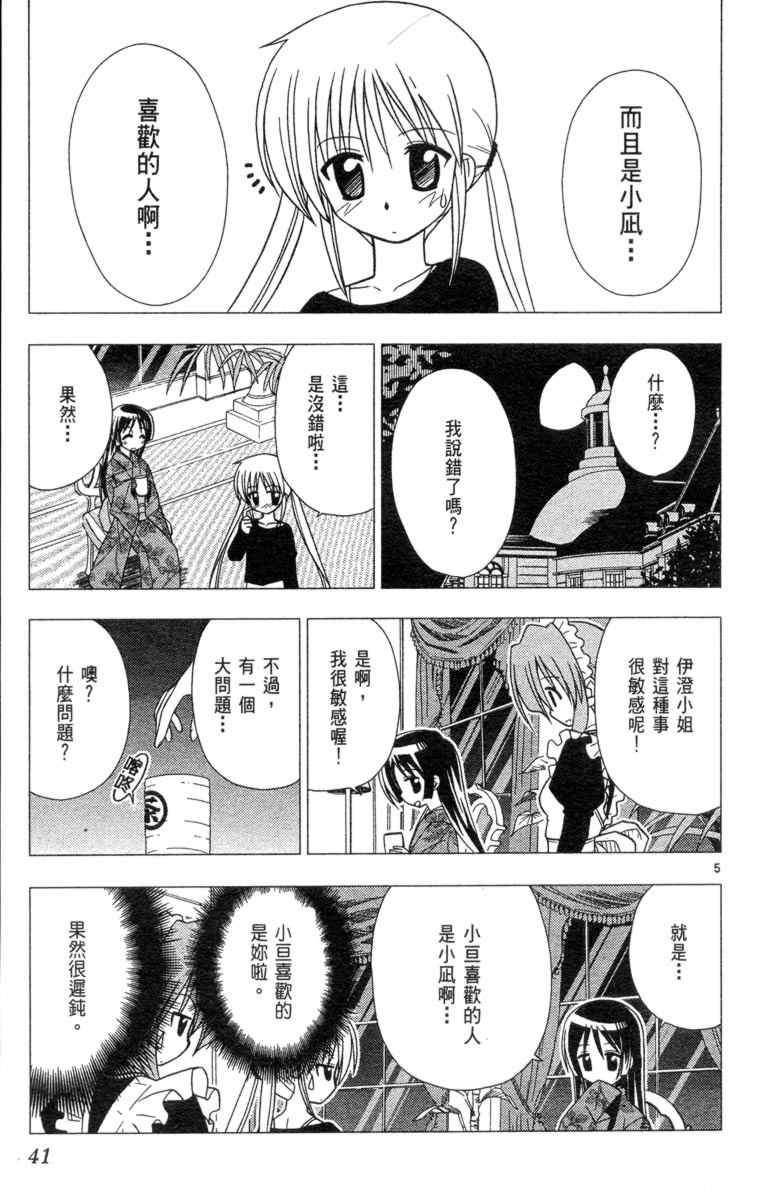 而且是小凪…
喜歡的人啊…
什麼…？
我說錯了嗎？
這…
是沒錯啦…
果然…
伊澄小姐
對這種事
很敏感呢！
是啊，
我很敏感喔！
不過，
有一個
大問題…
噢？
什麼問題？
喀咚
茶
5
就是…
小亘喜歡的人
是小凪啊…
小亘喜歡的
是妳啦。
果然很遲鈍。
41